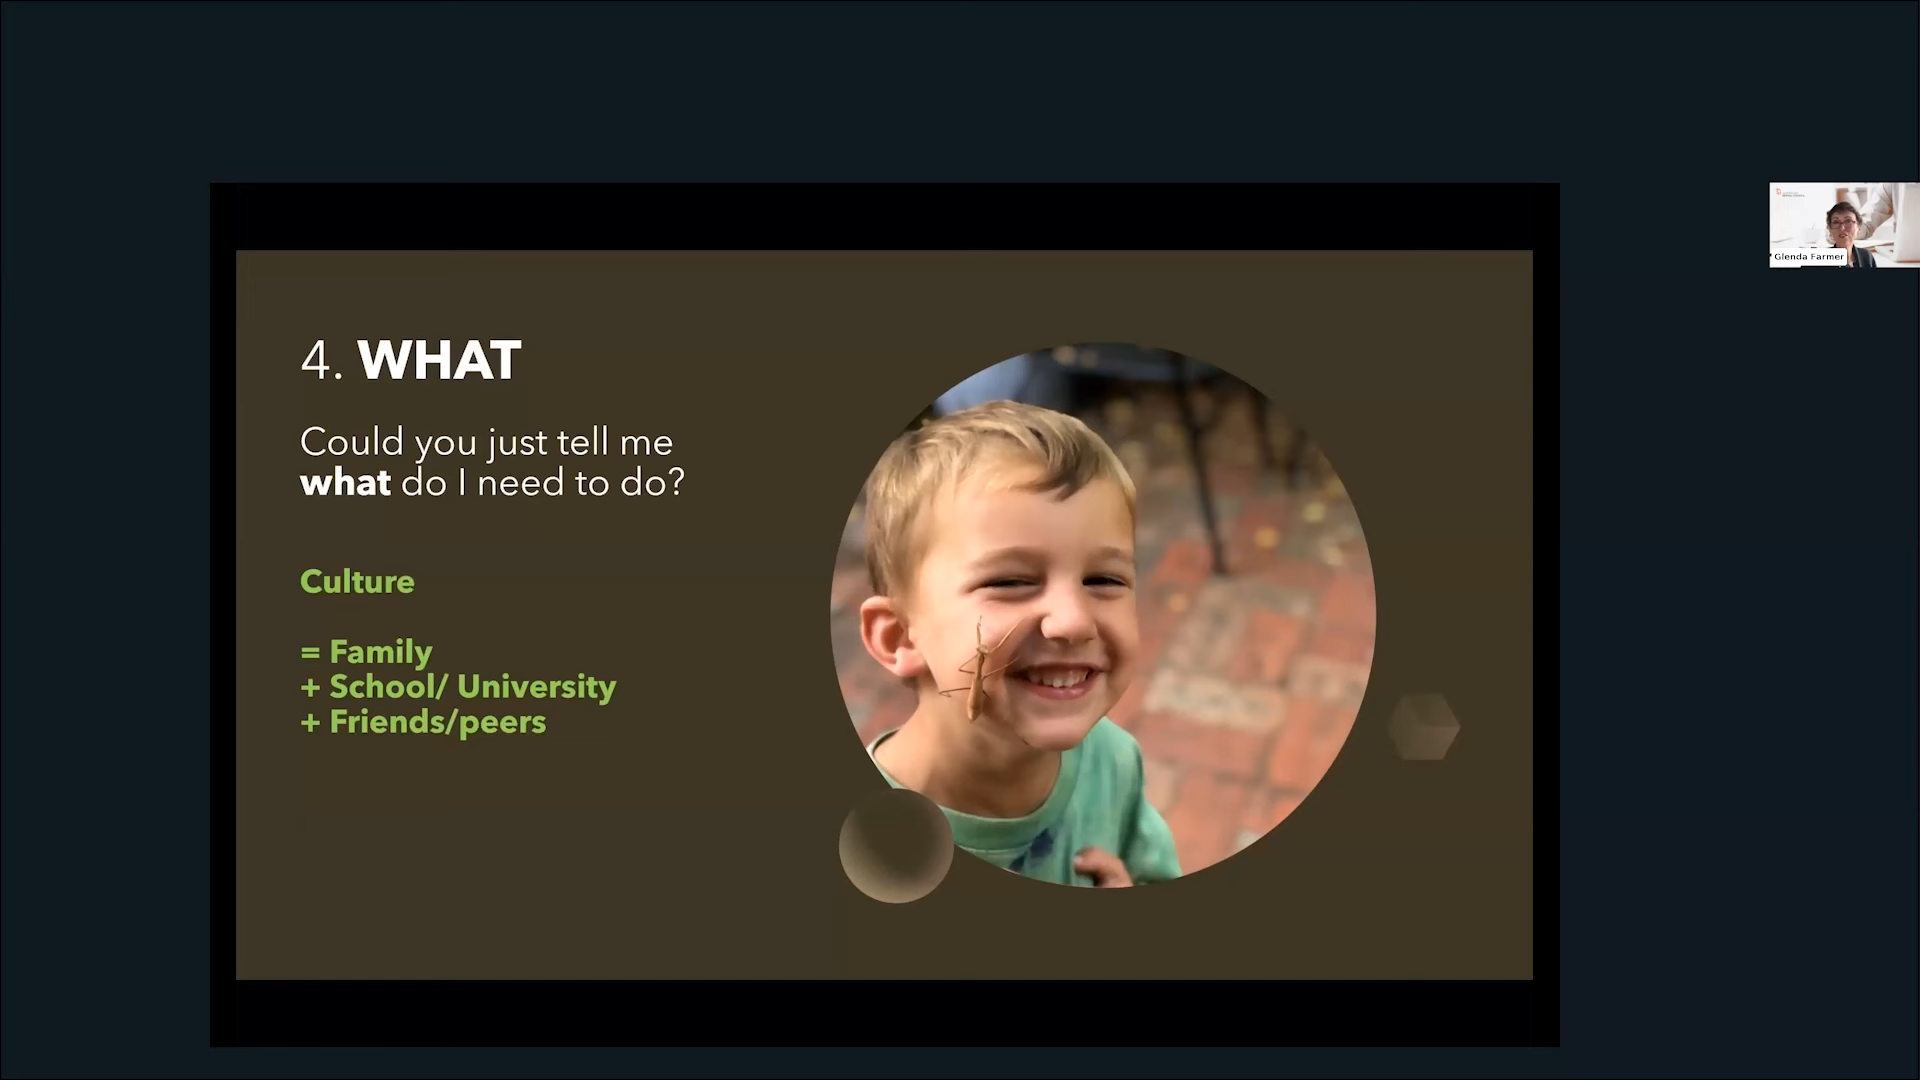 4. WHAT
Could you just tell me
what do I need to do?
Culture
= Family
+ School/ University
+ Friends/peers
Glenda Farmer